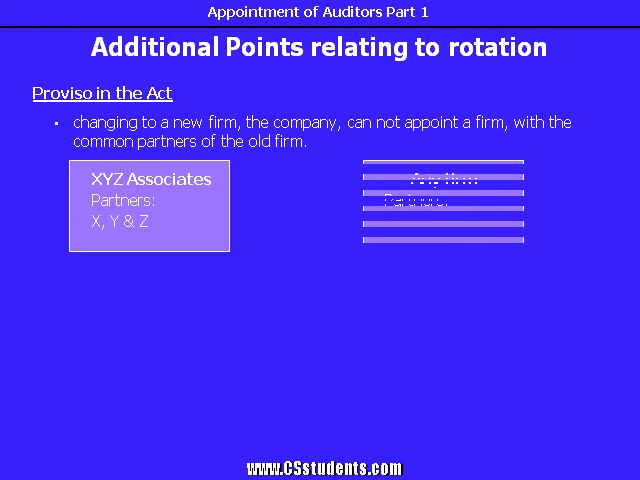 Appointment of Auditors Part 1
Additional Points relating to rotation
Proviso in the Act
• changing to a new firm, the company, can not appoint a firm, with the
common partners of the old firm.
XYZ Associates
Partners:
X, Y & Z
Partners:
www.CSstudents.com